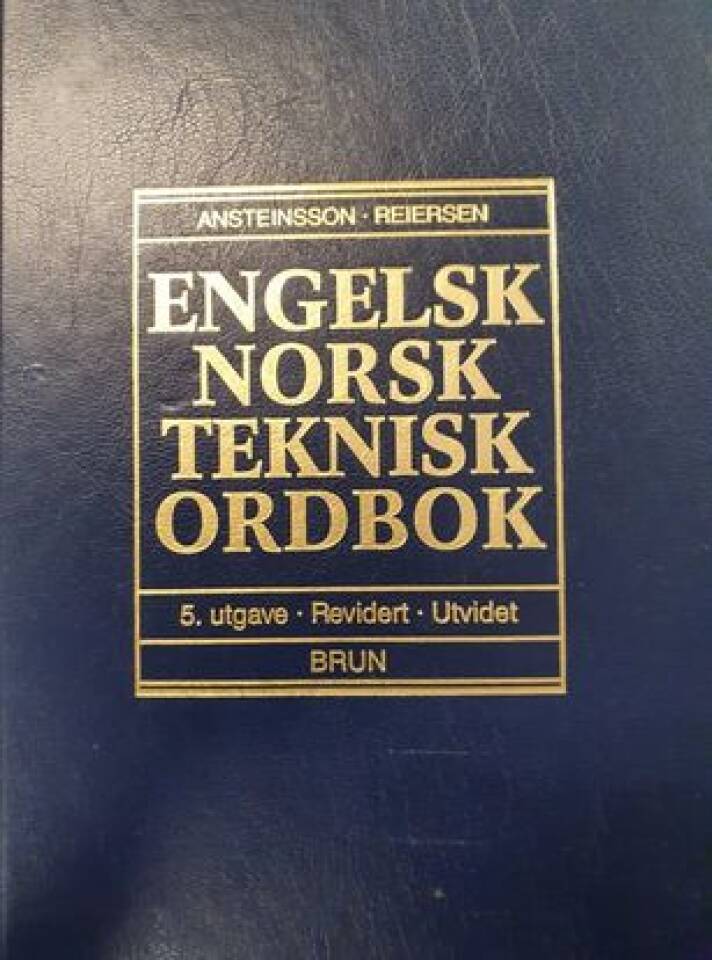 ANSTEINSSON · REIERSEN
ENGELSK
NORSK
TEKNISK
ORDBOK
5. utgave · Revidert · Utvidet
BRUN